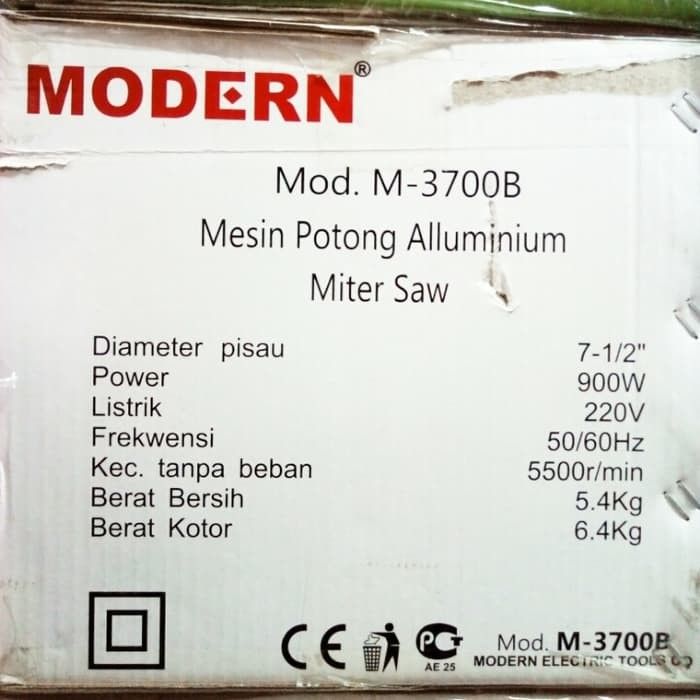 MODERN®
Mod. M-3700B
Mesin Potong Alluminium
Miter Saw
Diameter pisau 7-1/2"
Power 900W
Listrik 220V
Frekwensi 50/60Hz
Kec. tanpa beban 5500r/min
Berat Bersih 5.4Kg
Berat Kotor 6.4Kg
CE
PCT
AE 25
Mod. M-3700B
MODERN ELECTRIC TOOLS CO